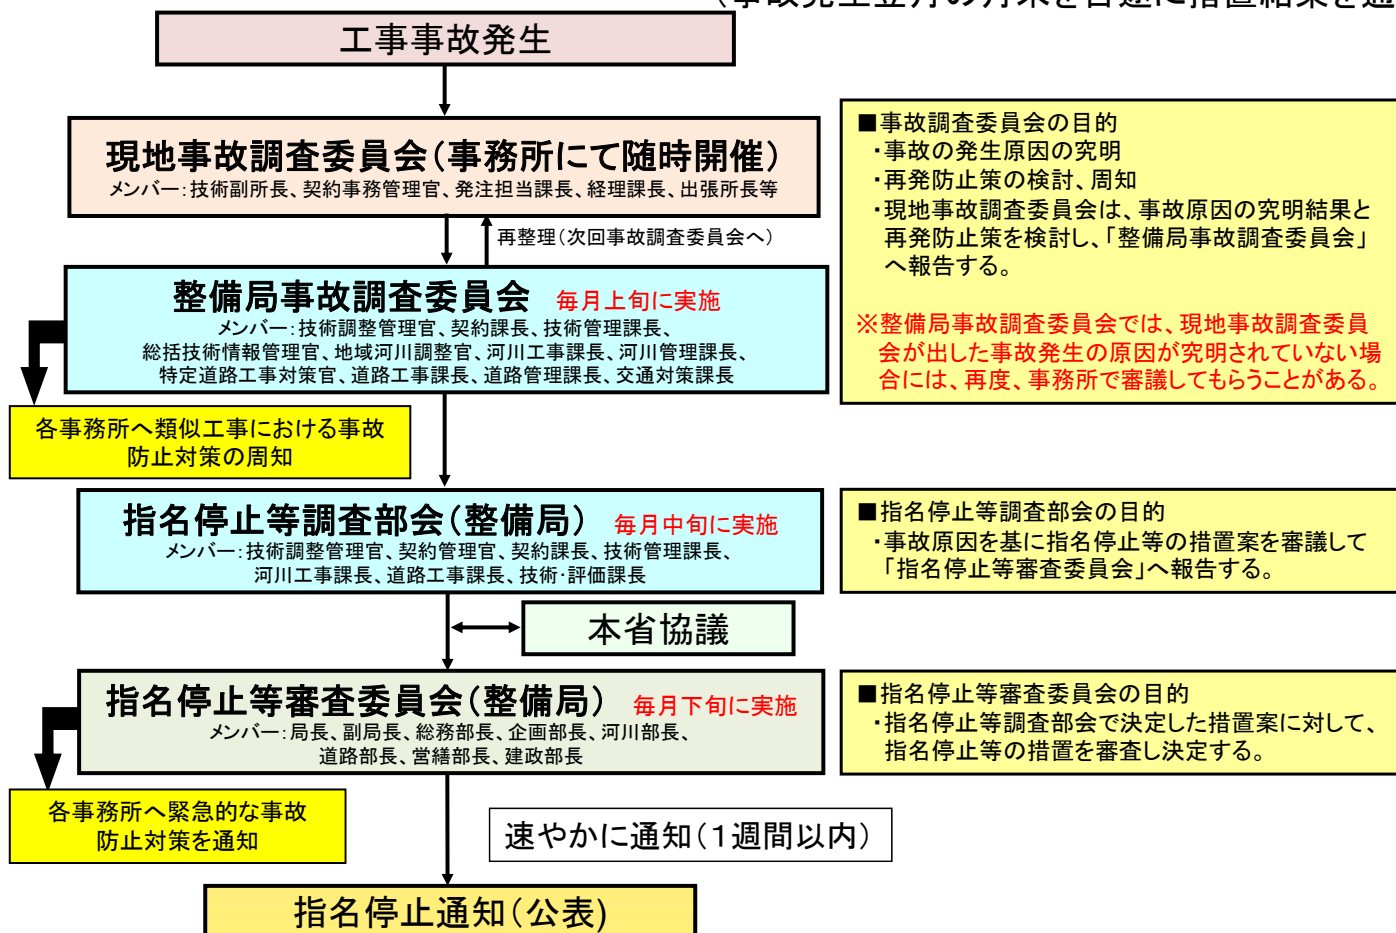 （事故発生翌月の月末を目途に措置結果を通
工事事故発生
現地事故調査委員会（事務所にて随時開催）
メンバー：技術副所長、契約事務管理官、発注担当課長、経理課長、出張所長等
再整理（次回事故調査委員会へ）
整備局事故調査委員会　毎月上旬に実施
メンバー：技術調整管理官、契約課長、技術管理課長、
総括技術情報管理官、地域河川調整官、河川工事課長、河川管理課長、
特定道路工事対策官、道路工事課長、道路管理課長、交通対策課長
各事務所へ類似工事における事故
防止対策の周知
■事故調査委員会の目的
・事故の発生原因の究明
・再発防止策の検討、周知
・現地事故調査委員会は、事故原因の究明結果と
再発防止策を検討し、「整備局事故調査委員会」
へ報告する。
※整備局事故調査委員会では、現地事故調査委員
会が出した事故発生の原因が究明されていない場
合には、再度、事務所で審議してもらうことがある。
指名停止等調査部会（整備局）　毎月中旬に実施
メンバー：技術調整管理官、契約管理官、契約課長、技術管理課長、
河川工事課長、道路工事課長、技術・評価課長
■指名停止等調査部会の目的
・事故原因を基に指名停止等の措置案を審議して
「指名停止等審査委員会」へ報告する。
本省協議
指名停止等審査委員会（整備局）　毎月下旬に実施
メンバー：局長、副局長、総務部長、企画部長、河川部長、
道路部長、営繕部長、建政部長
■指名停止等審査委員会の目的
・指名停止等調査部会で決定した措置案に対して、
指名停止等の措置を審査し決定する。
各事務所へ緊急的な事故
防止対策を通知
速やかに通知（１週間以内）
指名停止通知（公表)